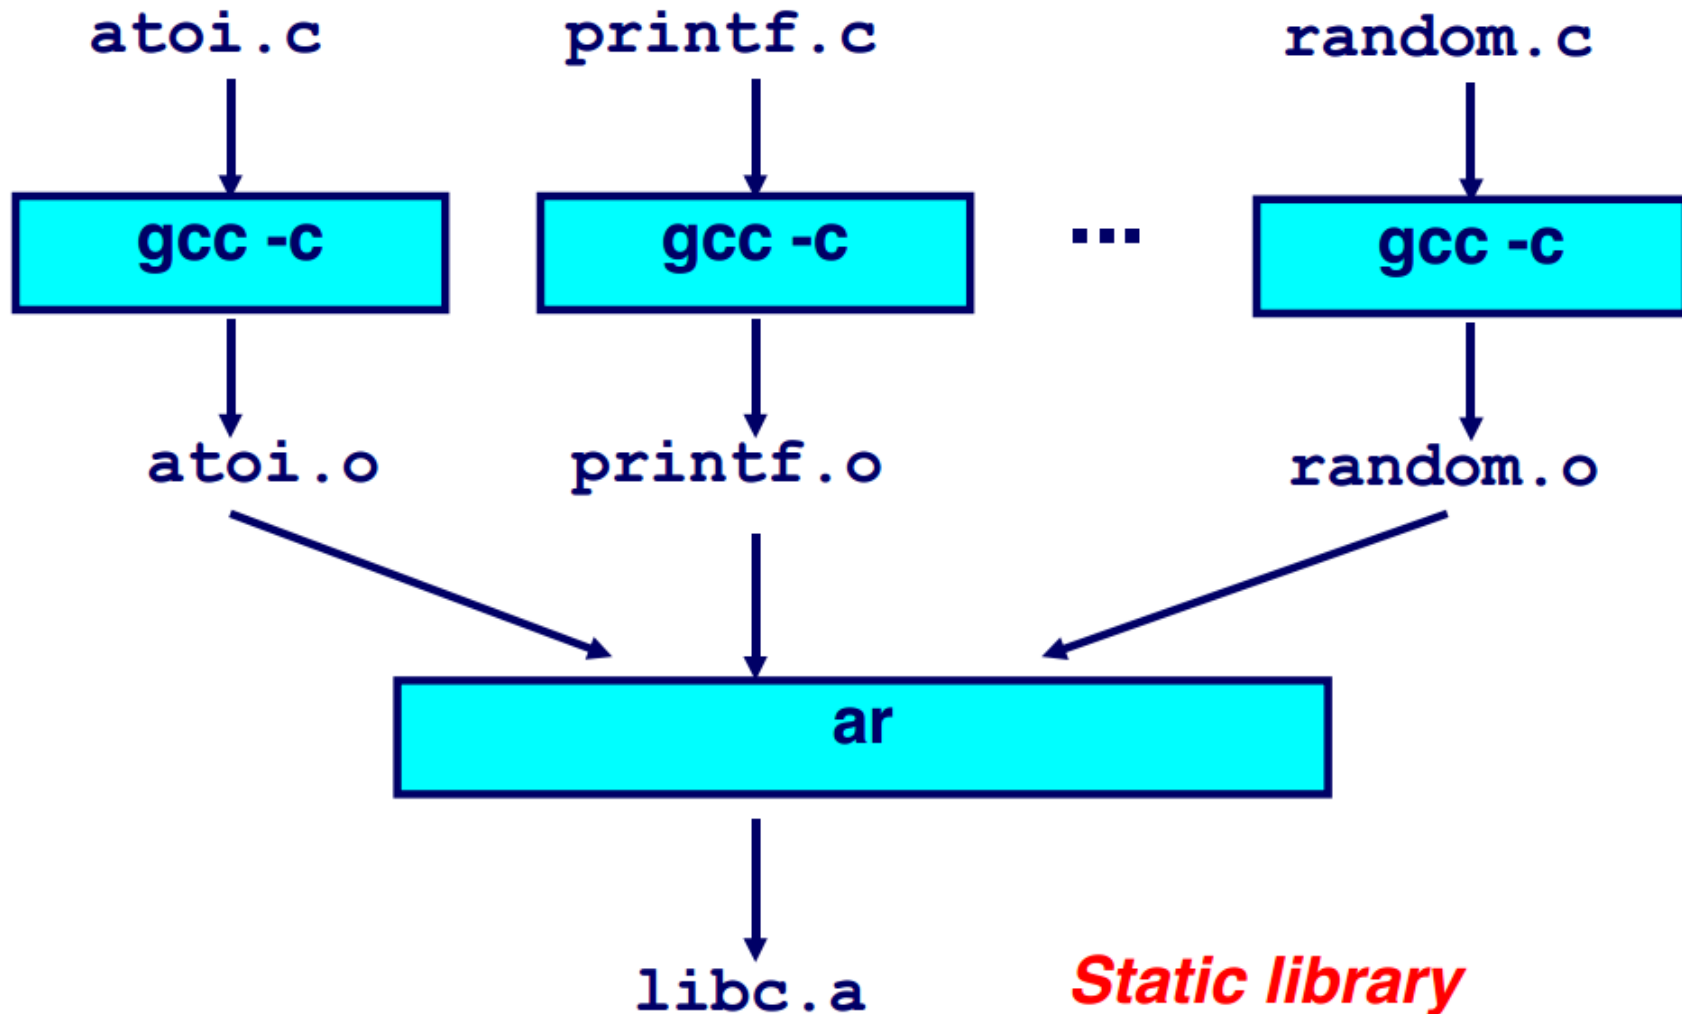 atoi.c
printf.c
random.c
gcc -c
gcc -c
...
gcc -c
atoi.o
printf.o
random.o
ar
libc.a
Static library